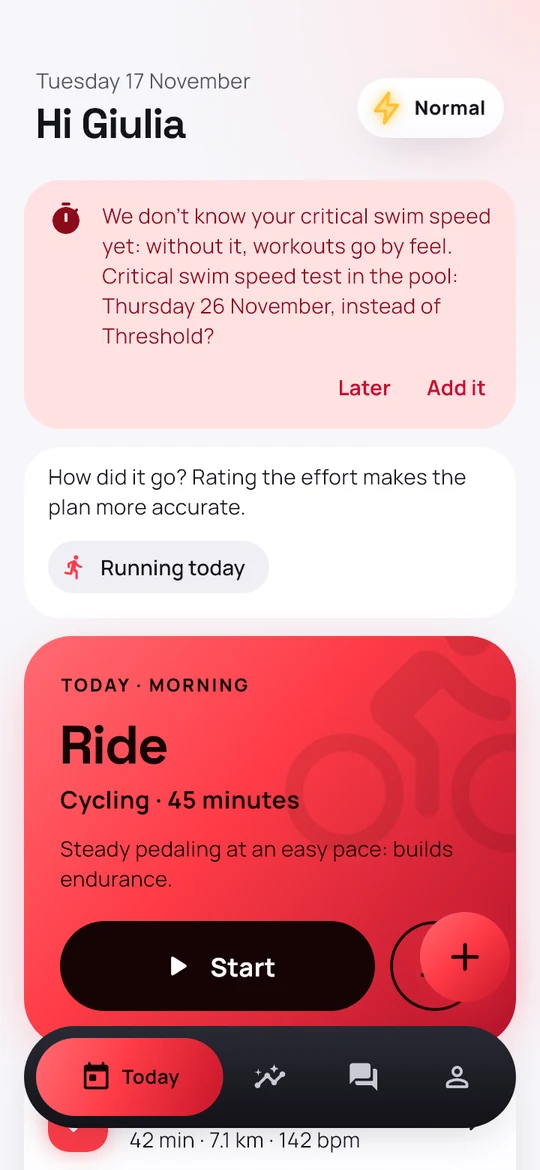 Tuesday 17 November
Hi Giulia
Normal
We don't know your critical swim speed
yet: without it, workouts go by feel.
Critical swim speed test in the pool:
Thursday 26 November, instead of
Threshold?
Later
Add it
How did it go? Rating the effort makes the
plan more accurate.
Running today
TODAY · MORNING
Ride
Cycling · 45 minutes
Steady pedaling at an easy pace: builds
endurance.
Start
Today
42 min · 7.1 km · 142 bpm